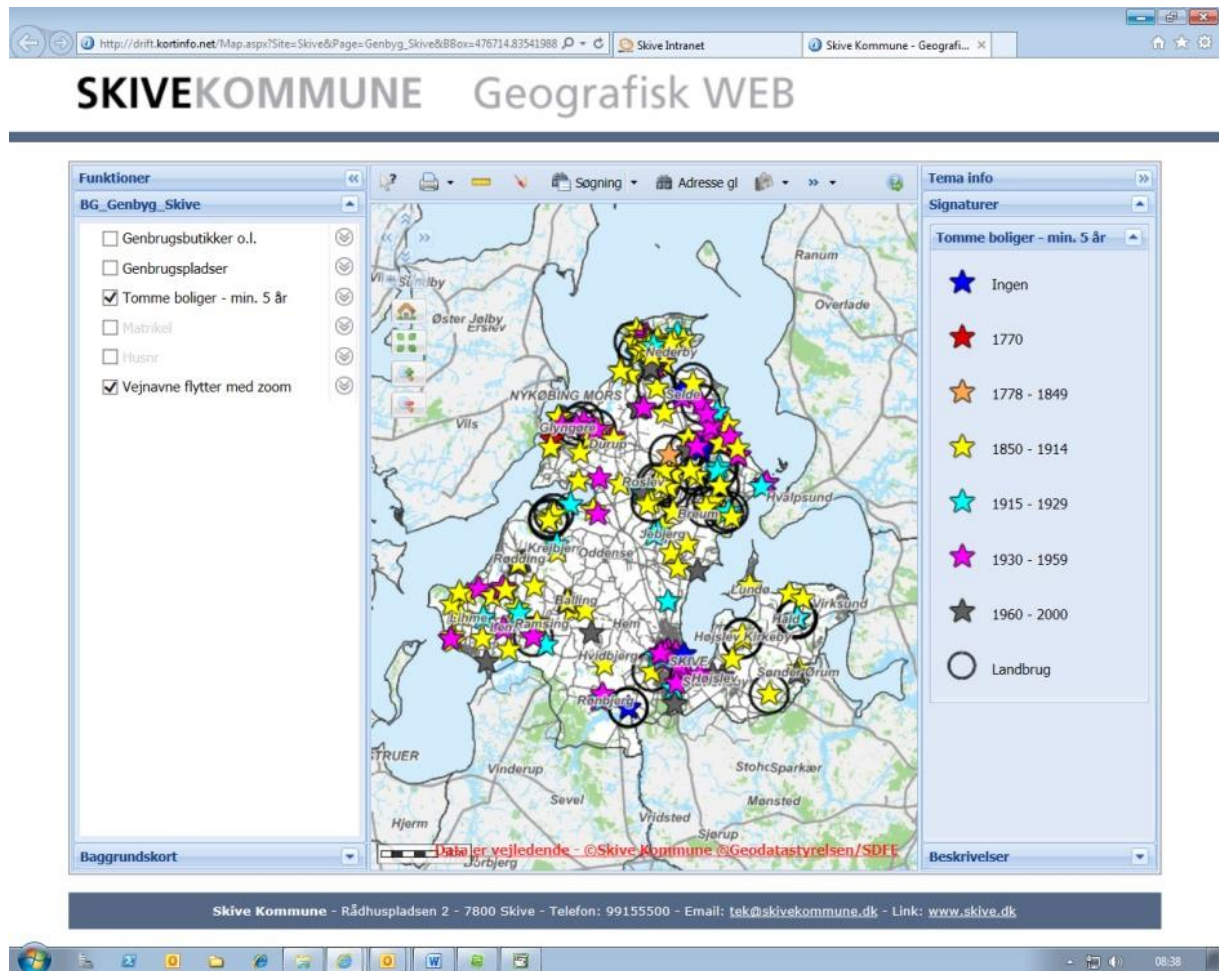 http://drift.kortinfo.net/Map.aspx?Site=Skive&Page=Genbyg_Skive&BBox=476714.83541988
Skive Intranet
Skive Kommune - Geografi...
SKIVEKOMMUNE Geografisk WEB
Funktioner
BG_Genbyg_Skive
Genbrugsbutikker o.l.
Genbrugspladser
Tomme boliger - min. 5 år
Matrikel
Husnr
Vejnavne flytter med zoom
Baggrundskort
Søgning
Adresse gl
Ranum
Sundby
Overlade
Øster Jølby
Erslev
Nederby
NYKØBING MORS
Selde
Vils
Glyngøre
Durup
Roslev
Hvalpsund
Breum
Jebjerg
Krejbjerg
Oddense
Rødding
Lundø
Virksund
Balling
Hald
Lihme
Lem
Ramsing
Hem
Højslev Kirkeby
Hvidbjerg
SKIVE
Højslev
Sønder Ørum
Rønbjerg
TRUER
Vinderup
Stoh
Sparkær
Sevel
Mønsted
Hjerm
Vridsted
Sjørup
Data er vejledende - ©Skive Kommune ©Geodatastyrelsen/SDFE
Tema info
Signaturer
Tomme boliger - min. 5 år
Ingen
1770
1778 - 1849
1850 - 1914
1915 - 1929
1930 - 1959
1960 - 2000
Landbrug
Beskrivelser
Skive Kommune - Rådhuspladsen 2 - 7800 Skive - Telefon: 99155500 - Email: tek@skivekommune.dk - Link: www.skive.dk
08:38